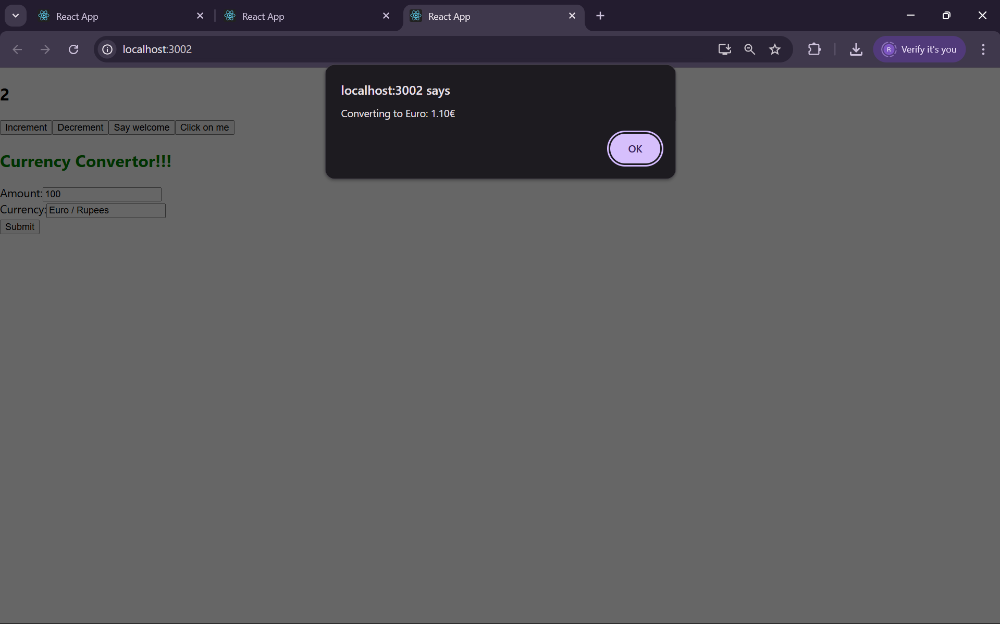 React App
React App
React App
localhost:3002
R Verify it's you
localhost:3002 says
Converting to Euro: 1.10€
OK
2
Increment Decrement Say welcome Click on me
Currency Convertor!!!
Amount: 100
Currency: Euro / Rupees
Submit